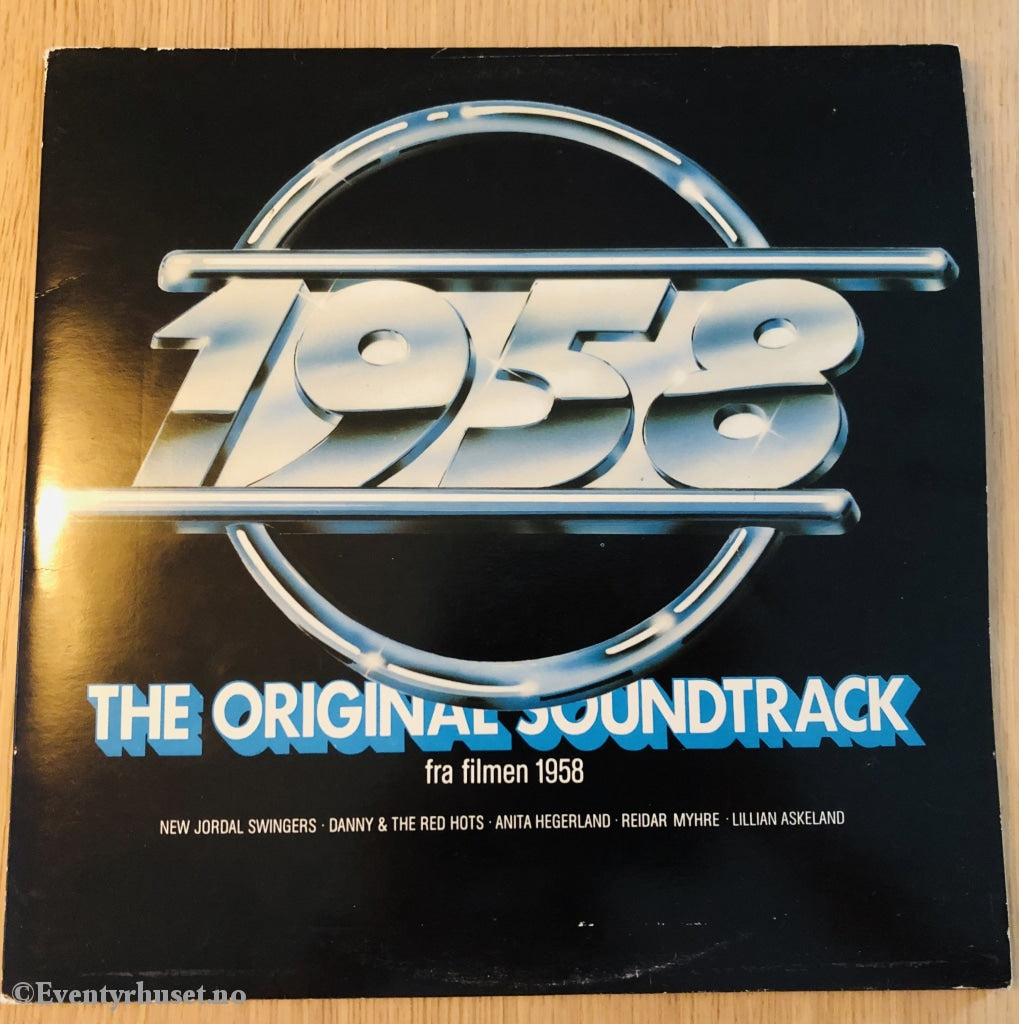 1958
THE ORIGINAL SOUNDTRACK
fra filmen 1958
NEW JORDAL SWINGERS · DANNY & THE RED HOTS · ANITA HEGERLAND · REIDAR MYHRE · LILLIAN ASKELAND
©Eventyrhuset.no